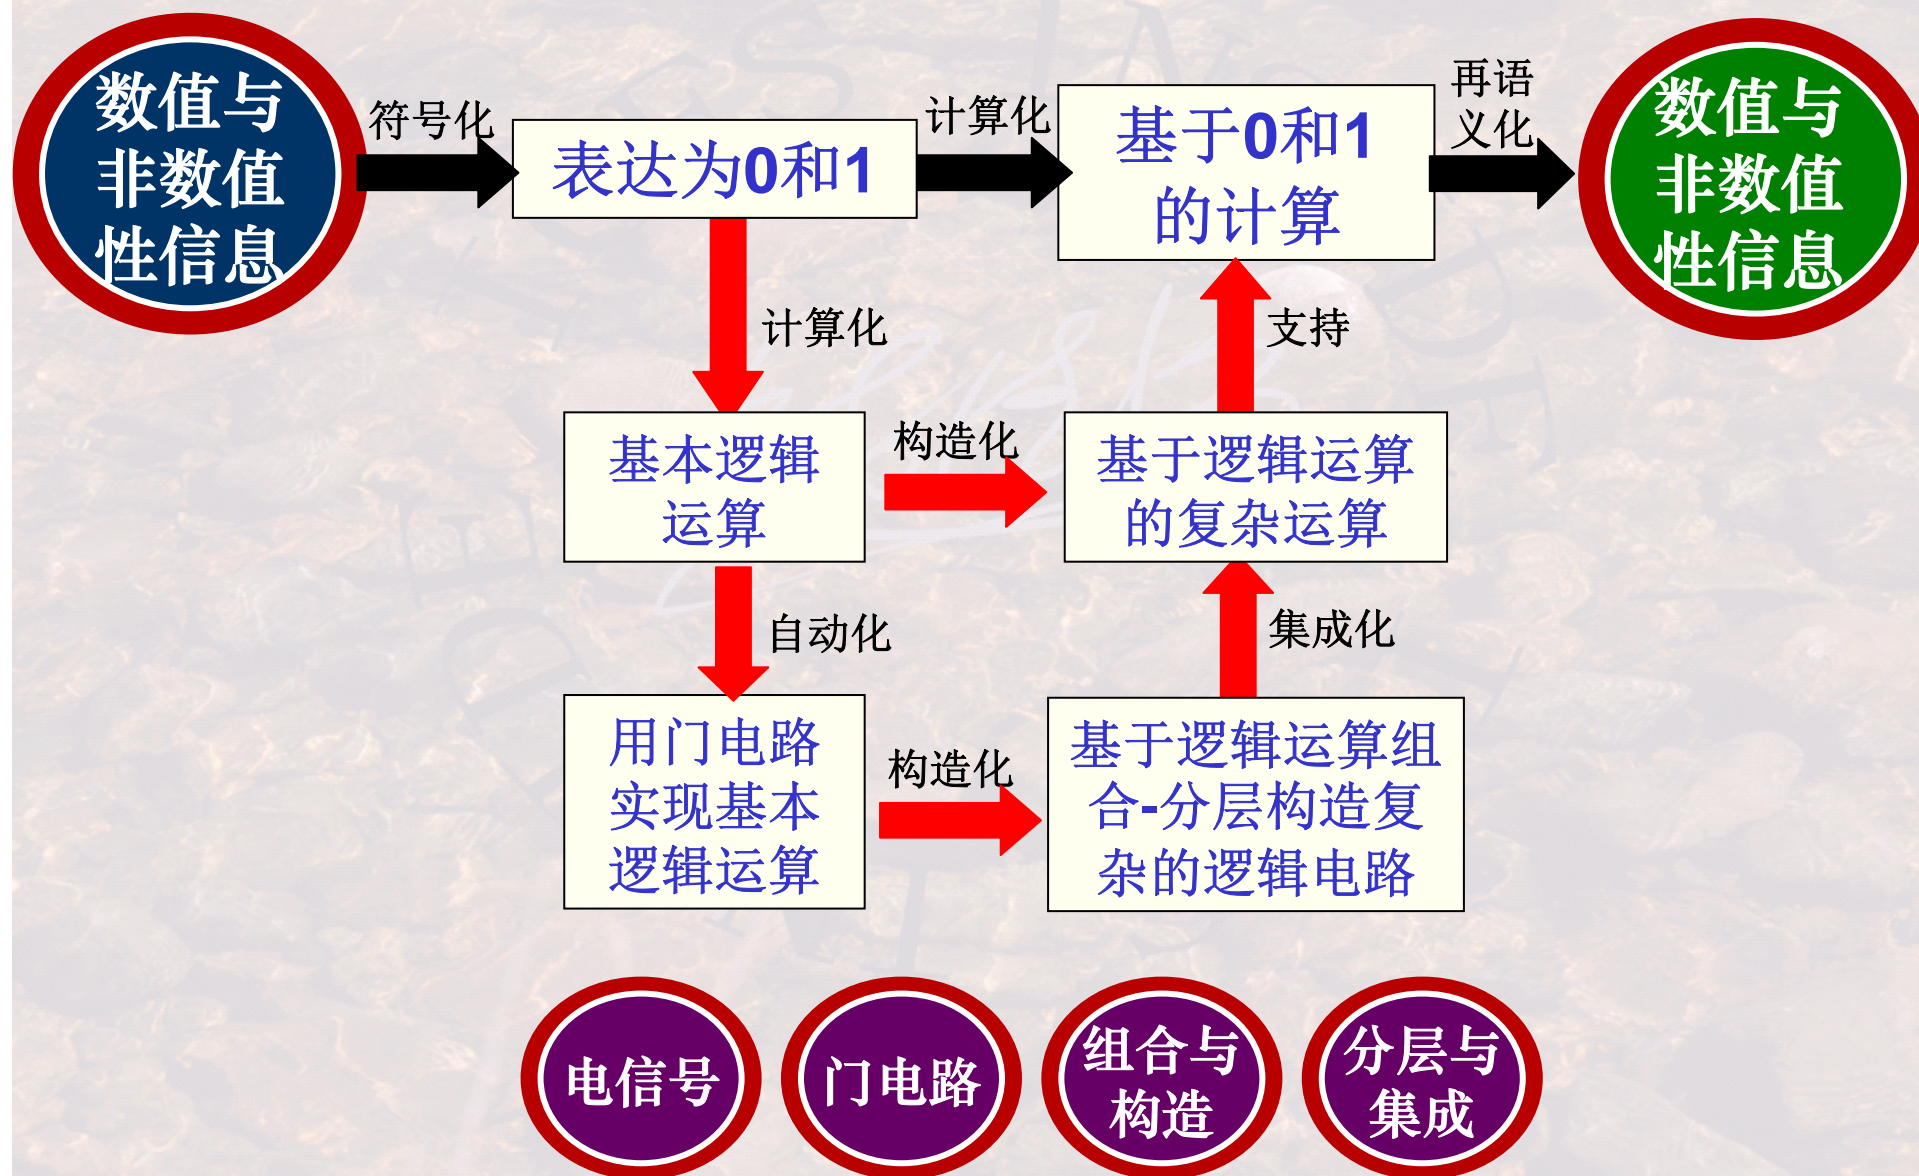 数值与
非数值
性信息
符号化
表达为0和1
计算化
基于0和1
的计算
再语
义化
数值与
非数值
性信息
计算化
支持
基本逻辑
运算
构造化
基于逻辑运算
的复杂运算
自动化
集成化
用门电路
实现基本
逻辑运算
构造化
基于逻辑运算组
合-分层构造复
杂的逻辑电路
电信号
门电路
组合与
构造
分层与
集成